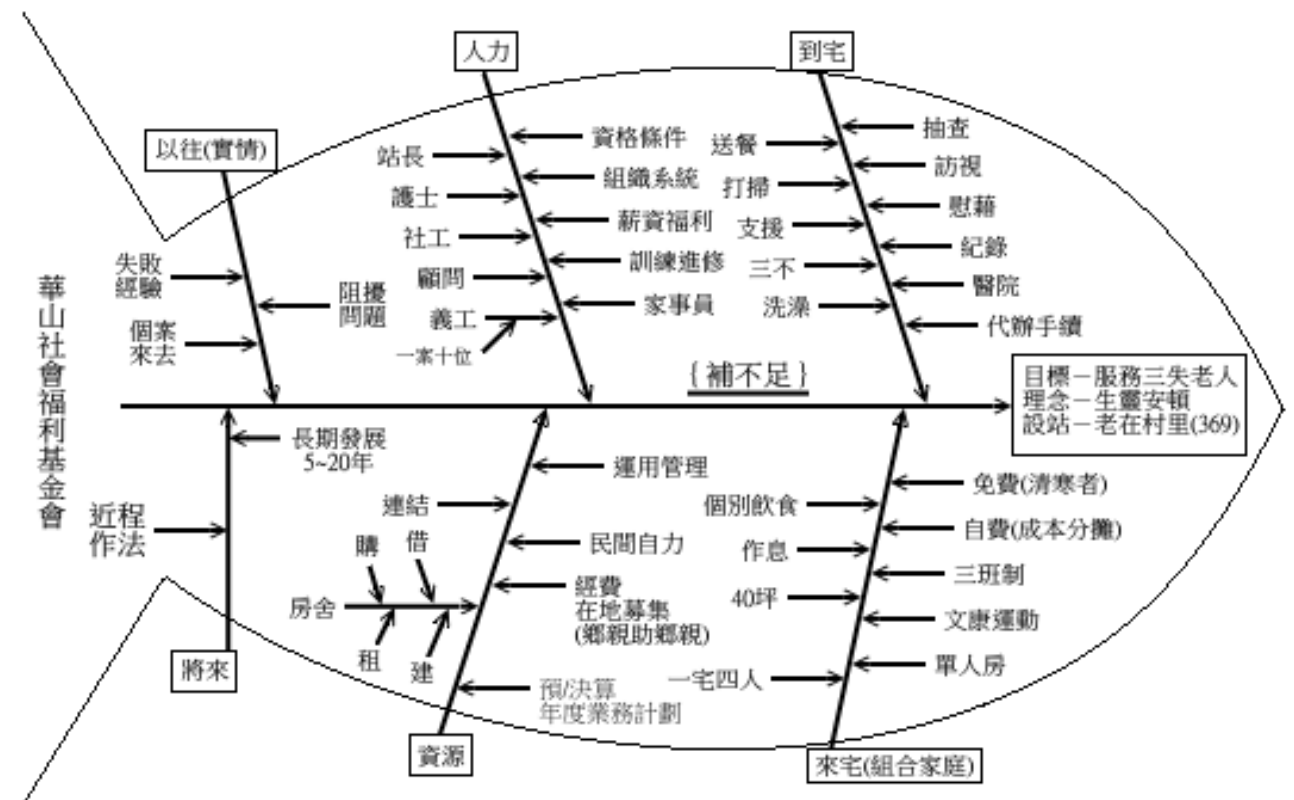 人力
到宅
以往(實情)
資格條件
組織系統
薪資福利
訓練進修
家事員
站長
護士
社工
顧問
義工
一案十位
抽查
訪視
慰藉
紀錄
醫院
代辦手續
送餐
打掃
支援
三不
洗澡
失敗
經驗
個案
來去
阻擾
問題
華山社會福利基金會
{補不足}
目標－服務三失老人
理念－生靈安頓
設站－老在村里(369)
長期發展
5~20年
近程
作法
將來
運用管理
連結
民間自力
購
借
房舍
租
建
經費
在地募集
(鄉親助鄉親)
預/決算
年度業務計劃
資源
免費(清寒者)
自費(成本分攤)
三班制
文康運動
單人房
個別飲食
作息
40坪
一宅四人
來宅(組合家庭)